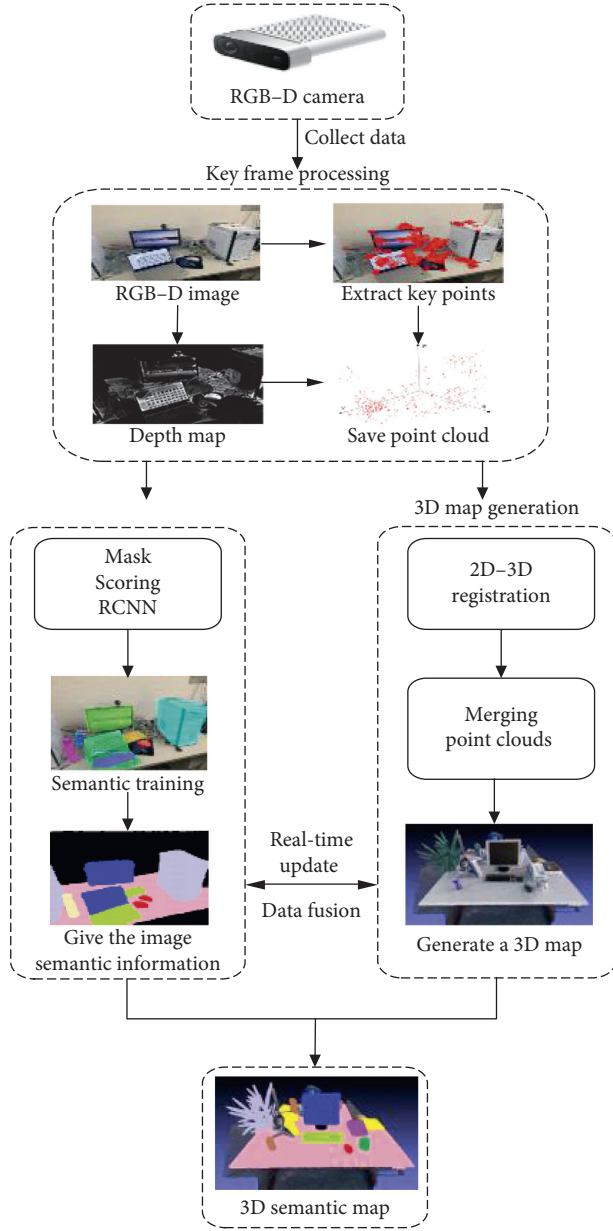 RGB–D camera
Collect data
Key frame processing
RGB–D image
Extract key points
Depth map
Save point cloud
3D map generation
Mask
Scoring
RCNN
Semantic training
Give the image
semantic information
2D–3D
registration
Merging
point clouds
Generate a 3D map
Real-time
update
Data fusion
3D semantic map